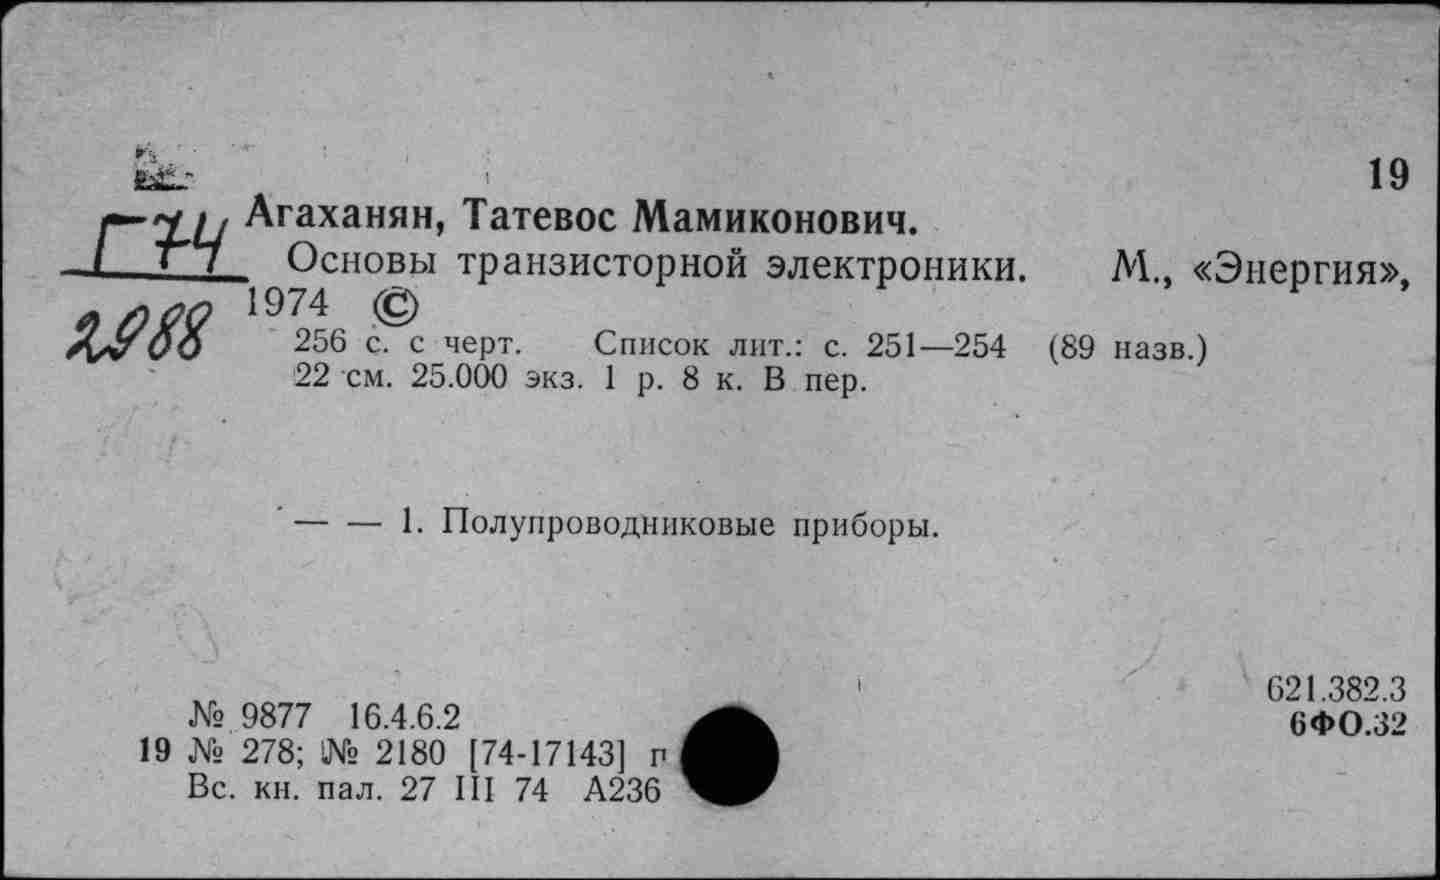 19
Г74
2988
Агаханян, Татевос Мамиконович.
Основы транзисторной электроники. М., «Энергия»,
1974 ©
256 с. с черт. Список лит.: с. 251—254 (89 назв.)
22 см. 25.000 экз. 1 р. 8 к. В пер.
— — 1. Полупроводниковые приборы.
621.382.3
6Ф0.32
№ 9877 16.4.6.2
19 № 278; № 2180 [74-17143] п
Вс. кн. пал. 27 III 74 А236